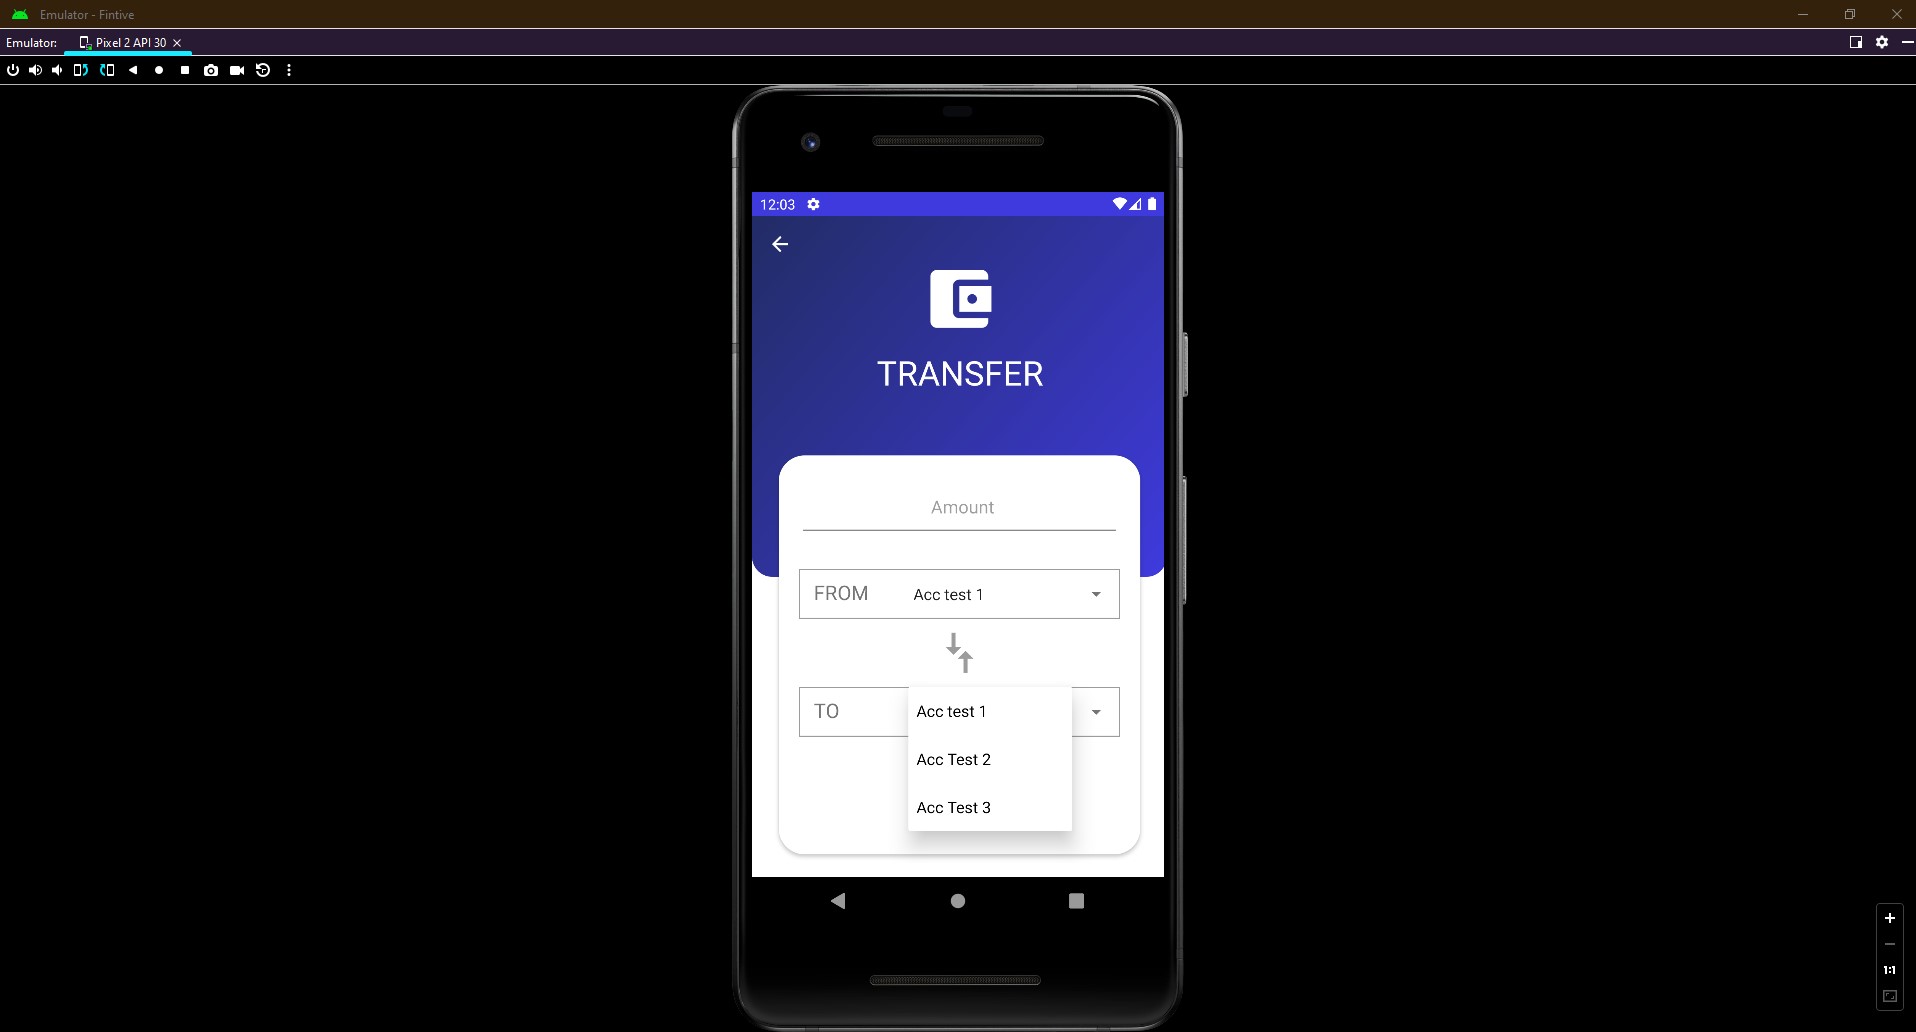 Emulator - Fintive
Emulator: Pixel 2 API 30
12:03
TRANSFER
Amount
FROM Acc test 1
TO
Acc test 1
Acc Test 2
Acc Test 3
1:1